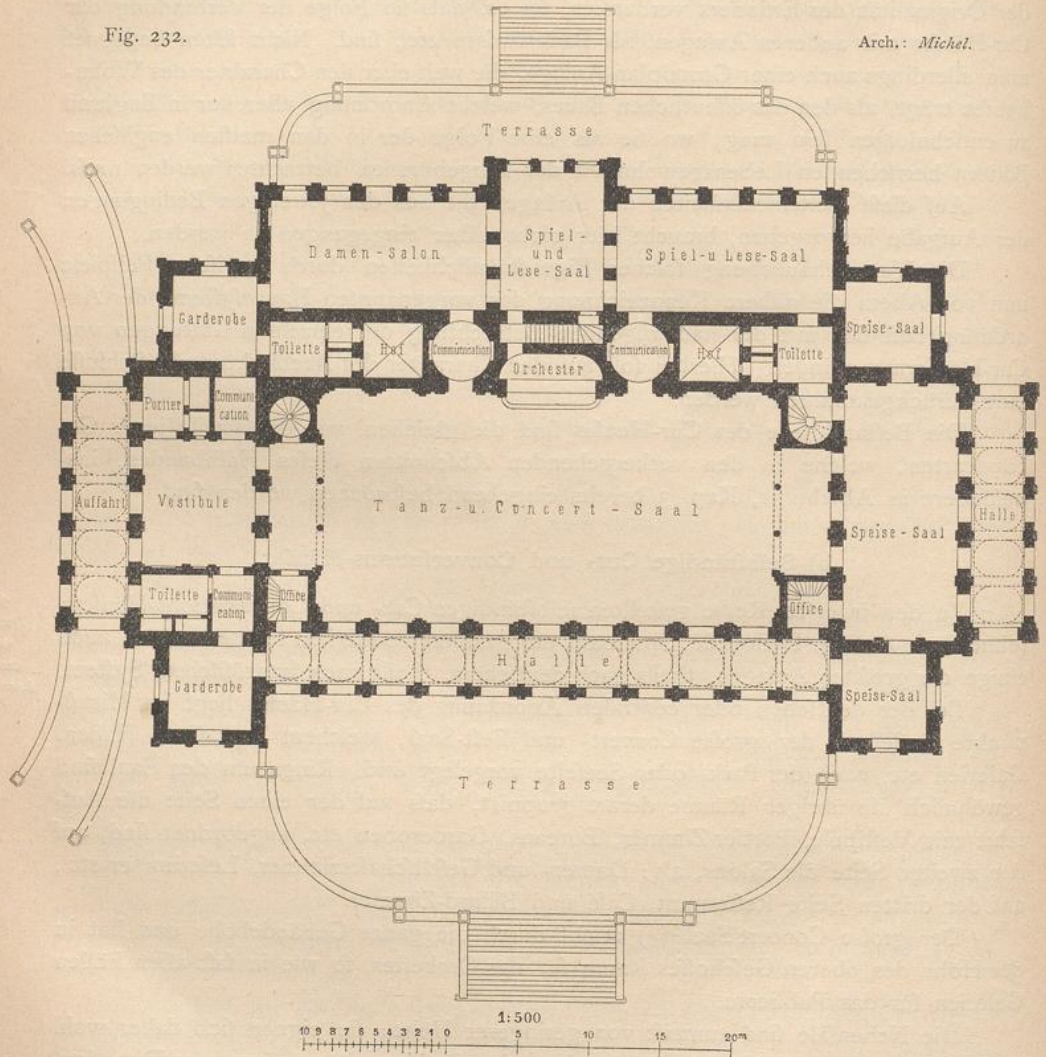 Fig. 232.
Arch.: Michel.
Terrasse
Damen-Salon
Spiel-
und
Lese-Saal
Spiel-u Lese-Saal
Garderobe
Speise-Saal
Toilette
Hof
Communication
Communication
Hof
Toilette
Orchester
Portier
Communi-
cation
Auffahrt
Vestibule
Tanz-u. Concert-Saal
Speise-Saal
Halle
Toilette
Communi-
cation
Office
Office
Halle
Garderobe
Speise-Saal
Terrasse
1:500
10 9 8 7 6 5 4 3 2 1 0 5 10 15 20m